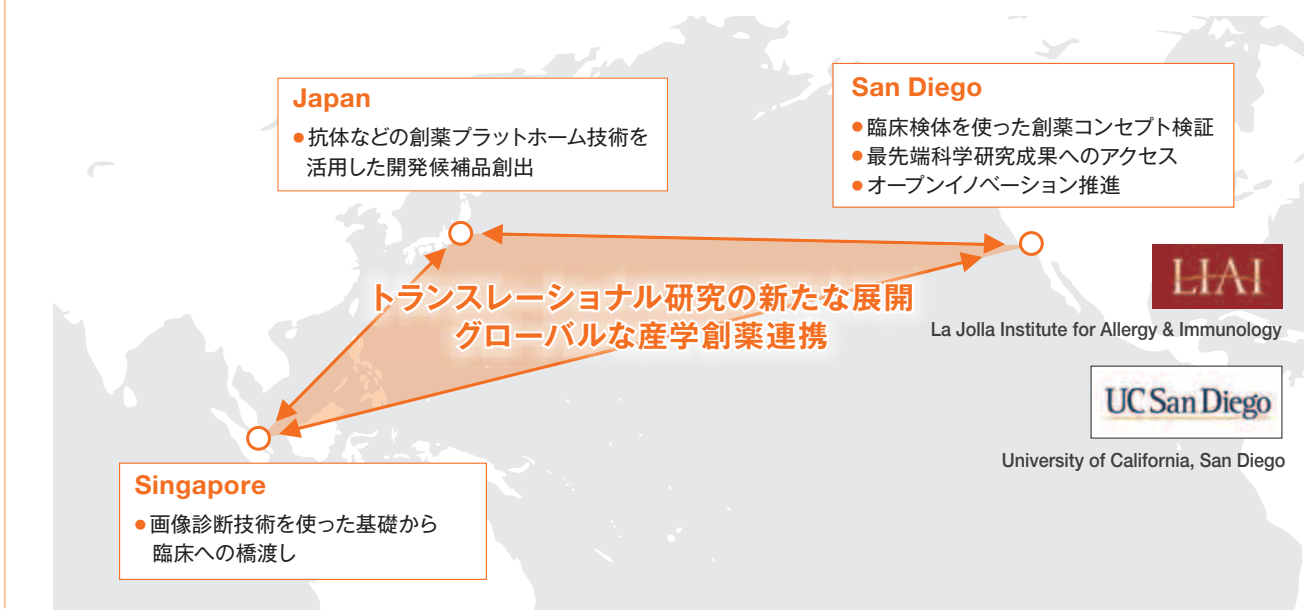 Japan
●抗体などの創薬プラットホーム技術を
活用した開発候補品創出
San Diego
●臨床検体を使った創薬コンセプト検証
●最先端科学研究成果へのアクセス
●オープンイノベーション推進
トランスレーショナル研究の新たな展開
グローバルな産学創薬連携
LIAI
La Jolla Institute for Allergy & Immunology
UC San Diego
University of California, San Diego
Singapore
●画像診断技術を使った基礎から
臨床への橋渡し